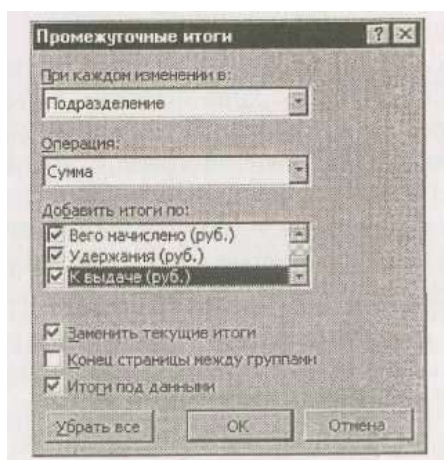 Промежуточные итоги
При каждом изменении в:
Подразделение
Операция:
Сумма
Добавить итоги по:
Вего начислено (руб.)
Удержания (руб.)
К выдаче (руб.)
Заменить текущие итоги
Конец страницы между группами
Итоги под данными
Убрать все
OK
Отмена